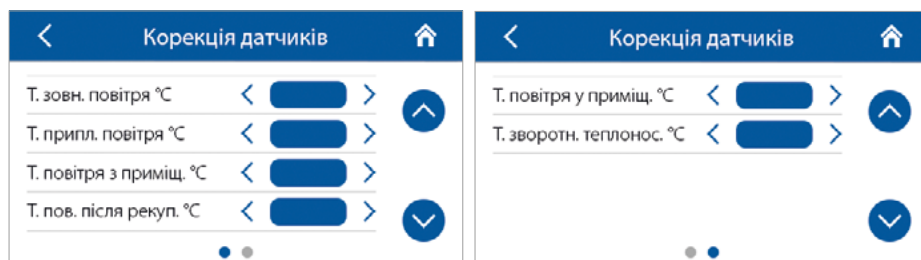 Корекція датчиків
Т. зовн. повітря °C
Т. припл. повітря °C
Т. повітря з приміщ. °C
Т. пов. після рекуп. °C
Корекція датчиків
Т. повітря у приміщ. °C
Т. зворотн. теплонос. °C